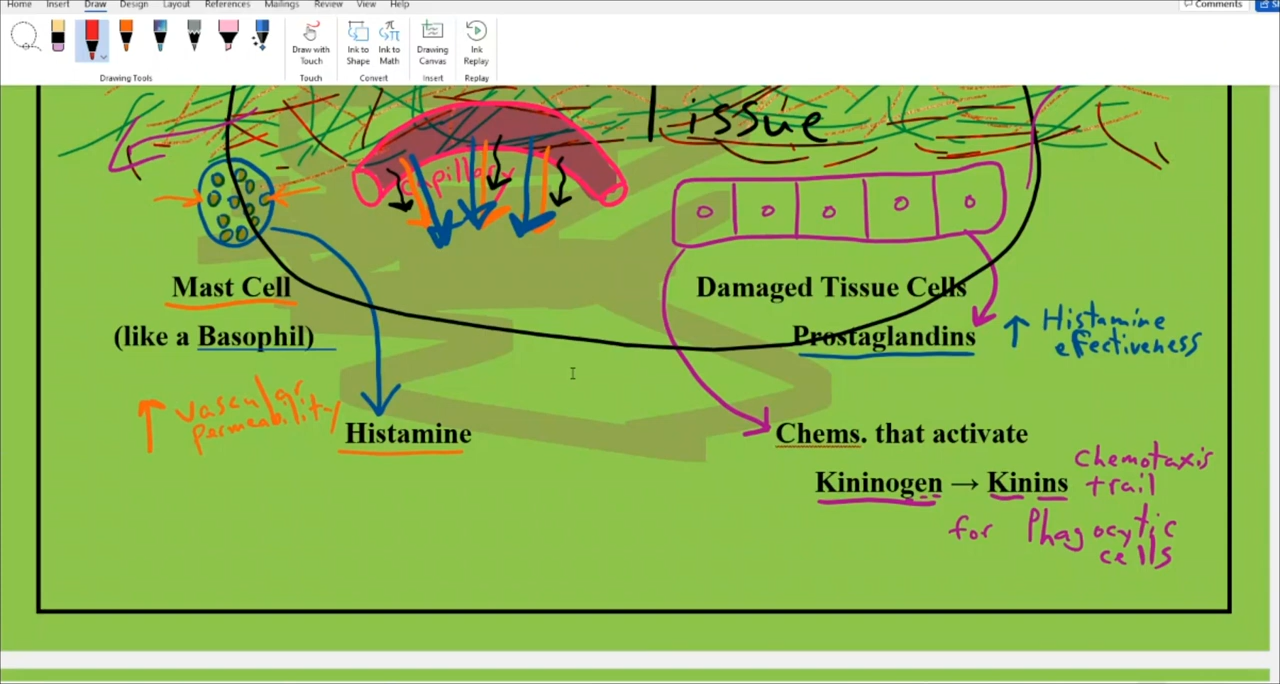 Home Insert Draw Design Layout References Mailings Review View Help
Comments
Draw with Touch
Ink to Shape
Ink to Math
Drawing Canvas
Ink Replay
Drawing Tools Touch Convert Insert Replay
Tissue
Capillary
Mast Cell
(like a Basophil)
Damaged Tissue Cells
Prostaglandins
↑ Histamine
effectiveness
↑ vascular
permeability
Histamine
Chems. that activate
Kininogen → Kinins
chemotaxis
trail
for Phagocytic
cells